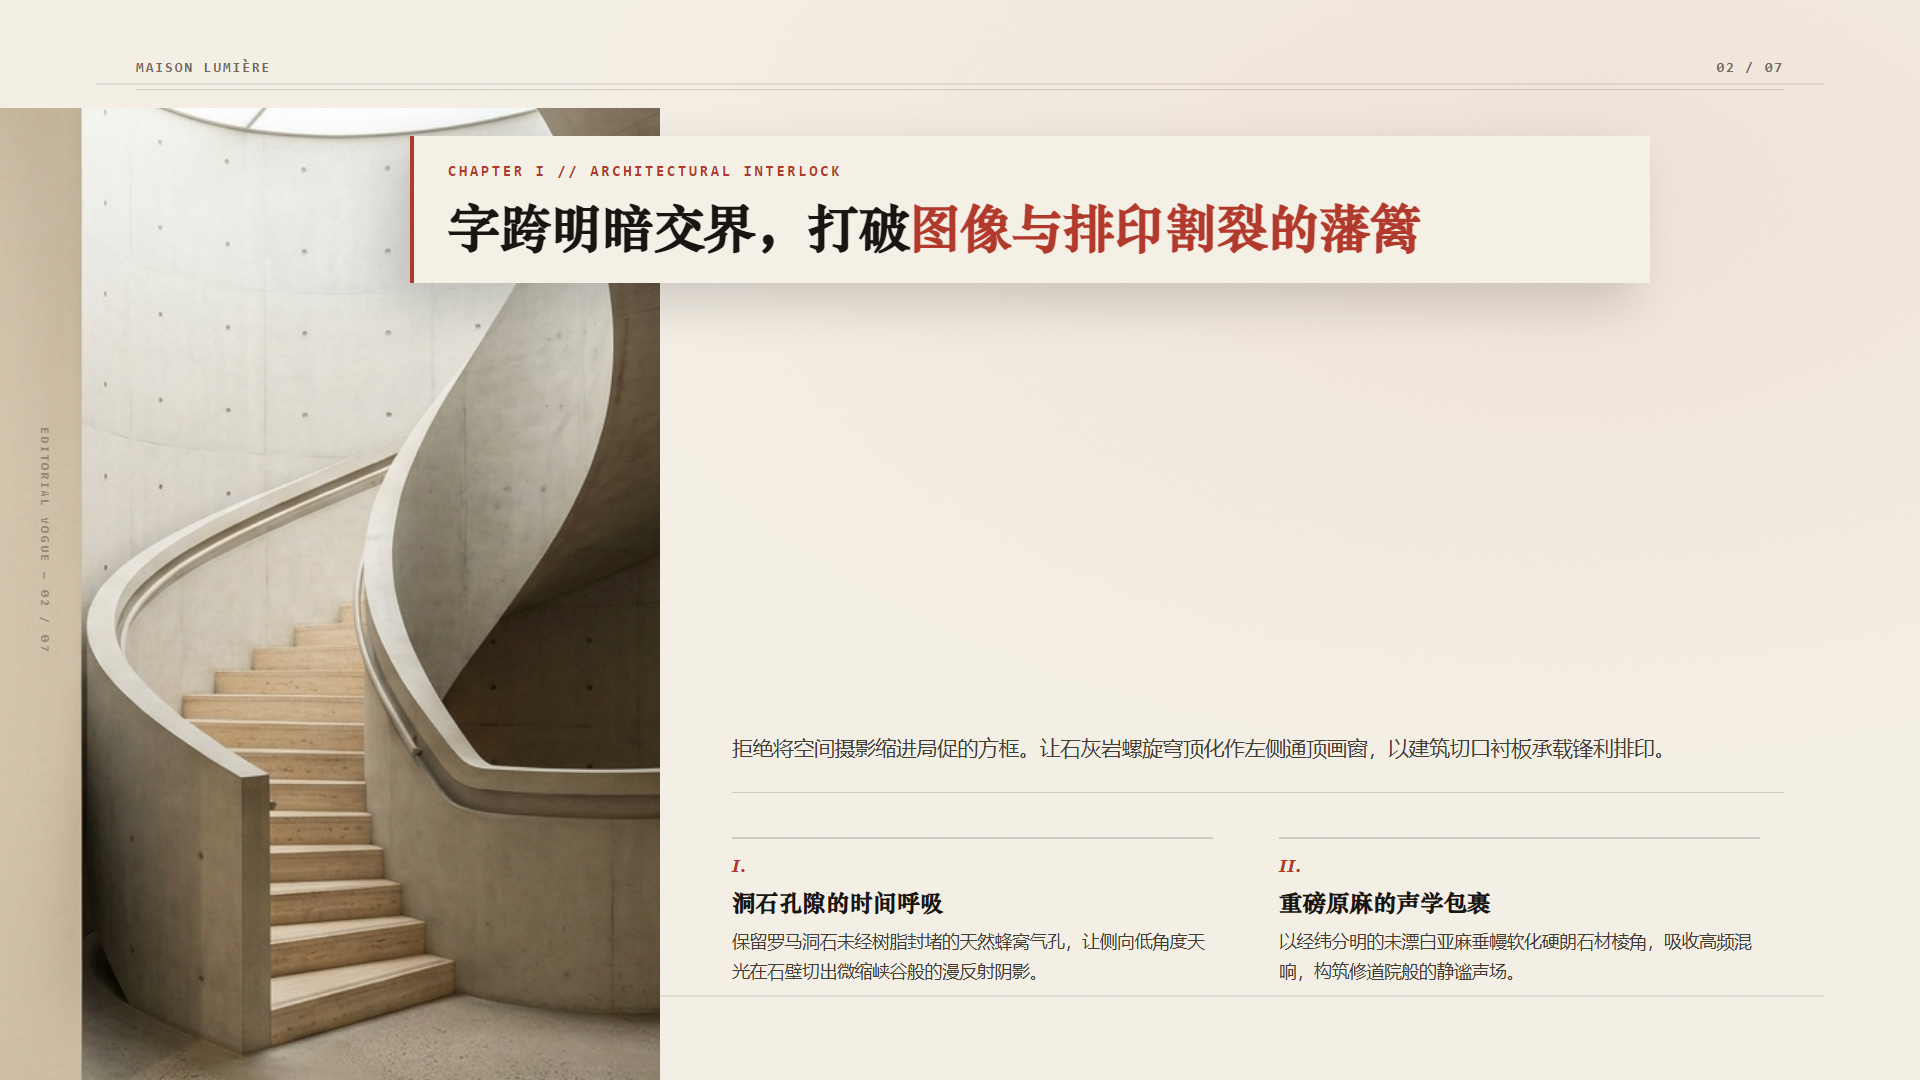 MAISON LUMIÈRE
02 / 07
CHAPTER I // ARCHITECTURAL INTERLOCK
字跨明暗交界，打破图像与排印割裂的藩篱
EDITORIAL VOGUE — 02 / 07
拒绝将空间摄影缩进局促的方框。让石灰岩螺旋穹顶化作左侧通顶画窗，以建筑切口衬板承载锋利排印。
I.
洞石孔隙的时间呼吸
保留罗马洞石未经树脂封堵的天然蜂窝气孔，让侧向低角度天
光在石壁切出微缩峡谷般的漫反射阴影。
II.
重磅原麻的声学包裹
以经纬分明的未漂白亚麻垂幔软化硬朗石材棱角，吸收高频混
响，构筑修道院般的静谧声场。